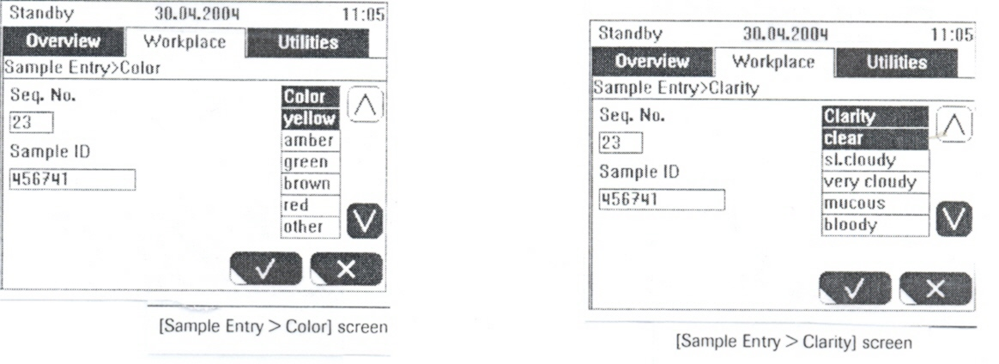 Standby 30.04.2004 11:05
Overview Workplace Utilities
Sample Entry>Color
Seq. No.
23
Sample ID
456741
Color
yellow
amber
green
brown
red
other
[Sample Entry > Color] screen
Standby 30.04.2004 11:05
Overview Workplace Utilities
Sample Entry>Clarity
Seq. No.
23
Sample ID
456741
Clarity
clear
sl.cloudy
very cloudy
mucous
bloody
[Sample Entry > Clarity] screen